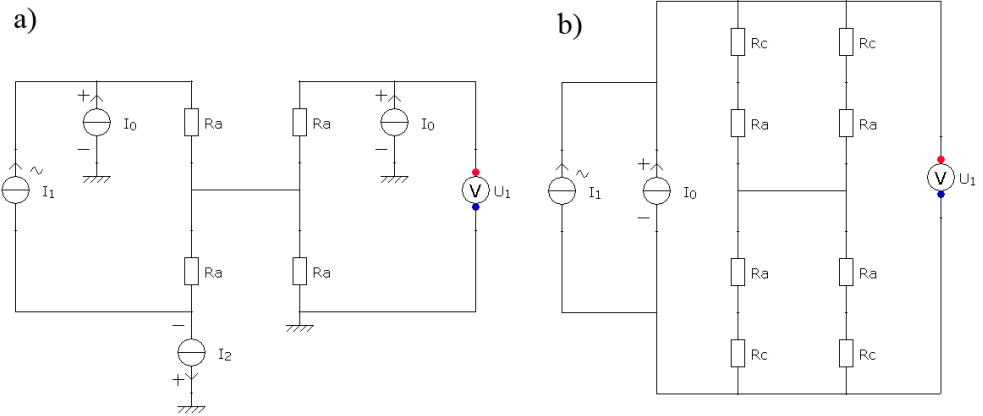 a)
b)
Rc
Rc
+
I0
Ra
Ra
+
I0
Ra
Ra
−
−
∼
I1
V
U1
∼
I1
+
I0
−
V
U1
Ra
Ra
Ra
Ra
−
I2
+
Rc
Rc